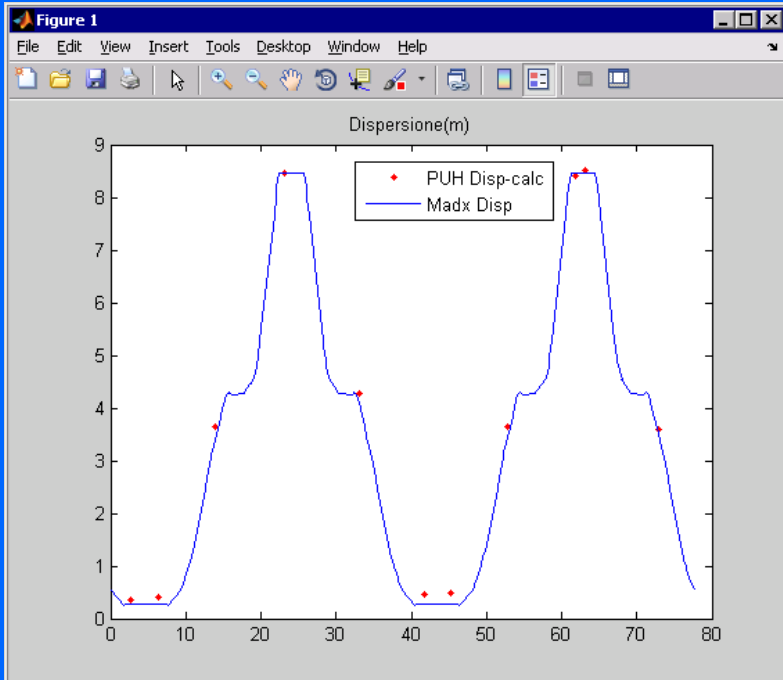 Figure 1
File Edit View Insert Tools Desktop Window Help
Dispersione(m)
PUH Disp-calc
Madx Disp
9
8
7
6
5
4
3
2
1
0
0 10 20 30 40 50 60 70 80